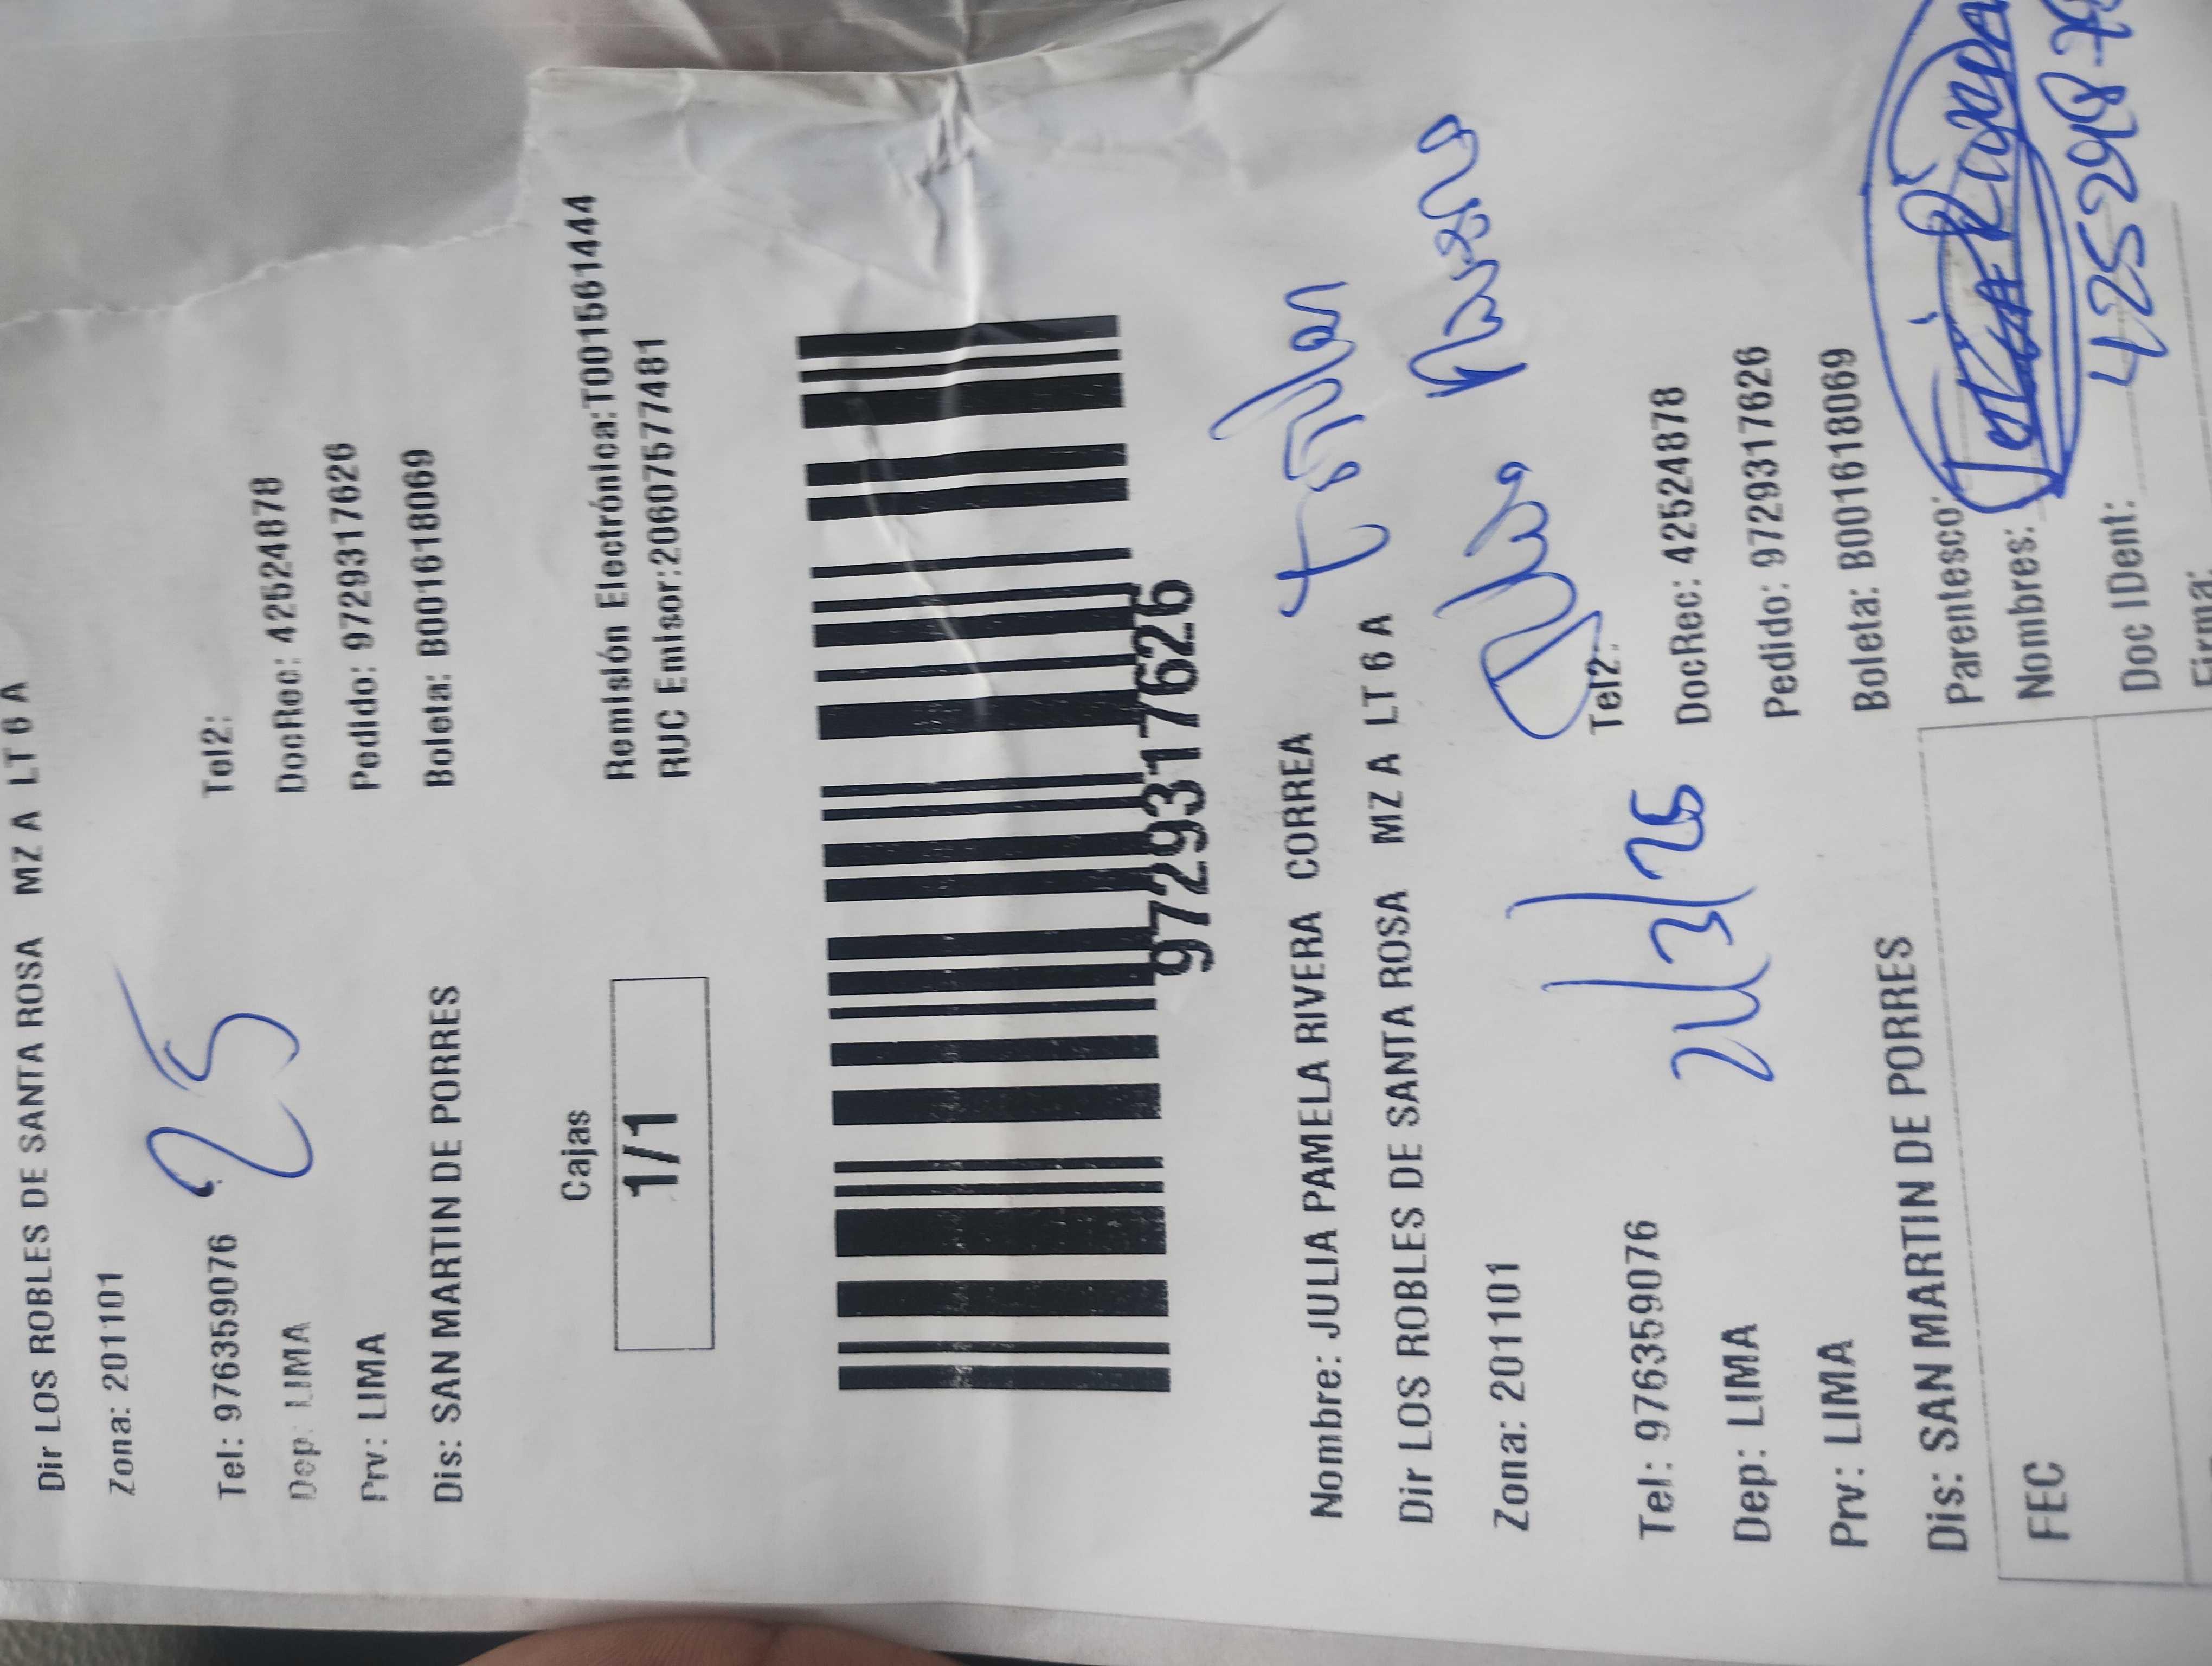 Dir LOS ROBLES DE SANTA ROSA MZ A LT 6 A
Zona: 201101
25
Tel: 976359076 Tel2:
Dep: LIMA DocRec: 42524878
Prv: LIMA Pedido: 9729317626
Dis: SAN MARTIN DE PORRES Boleta: B001618069
Cajas
1/1
Remisión Electrónica:T001561444
RUC Emisor:20607577481
9729317626
Nombre: JULIA PAMELA RIVERA CORREA
Dir LOS ROBLES DE SANTA ROSA MZ A LT 6 A
Zona: 201101
Tel: 976359076 Tel2:
Dep: LIMA DocRec: 42524878
Prv: LIMA Pedido: 9729317626
Dis: SAN MARTIN DE PORRES Boleta: B001618069
Parentesco:
FEC Nombres:
Doc IDent:
Firma: